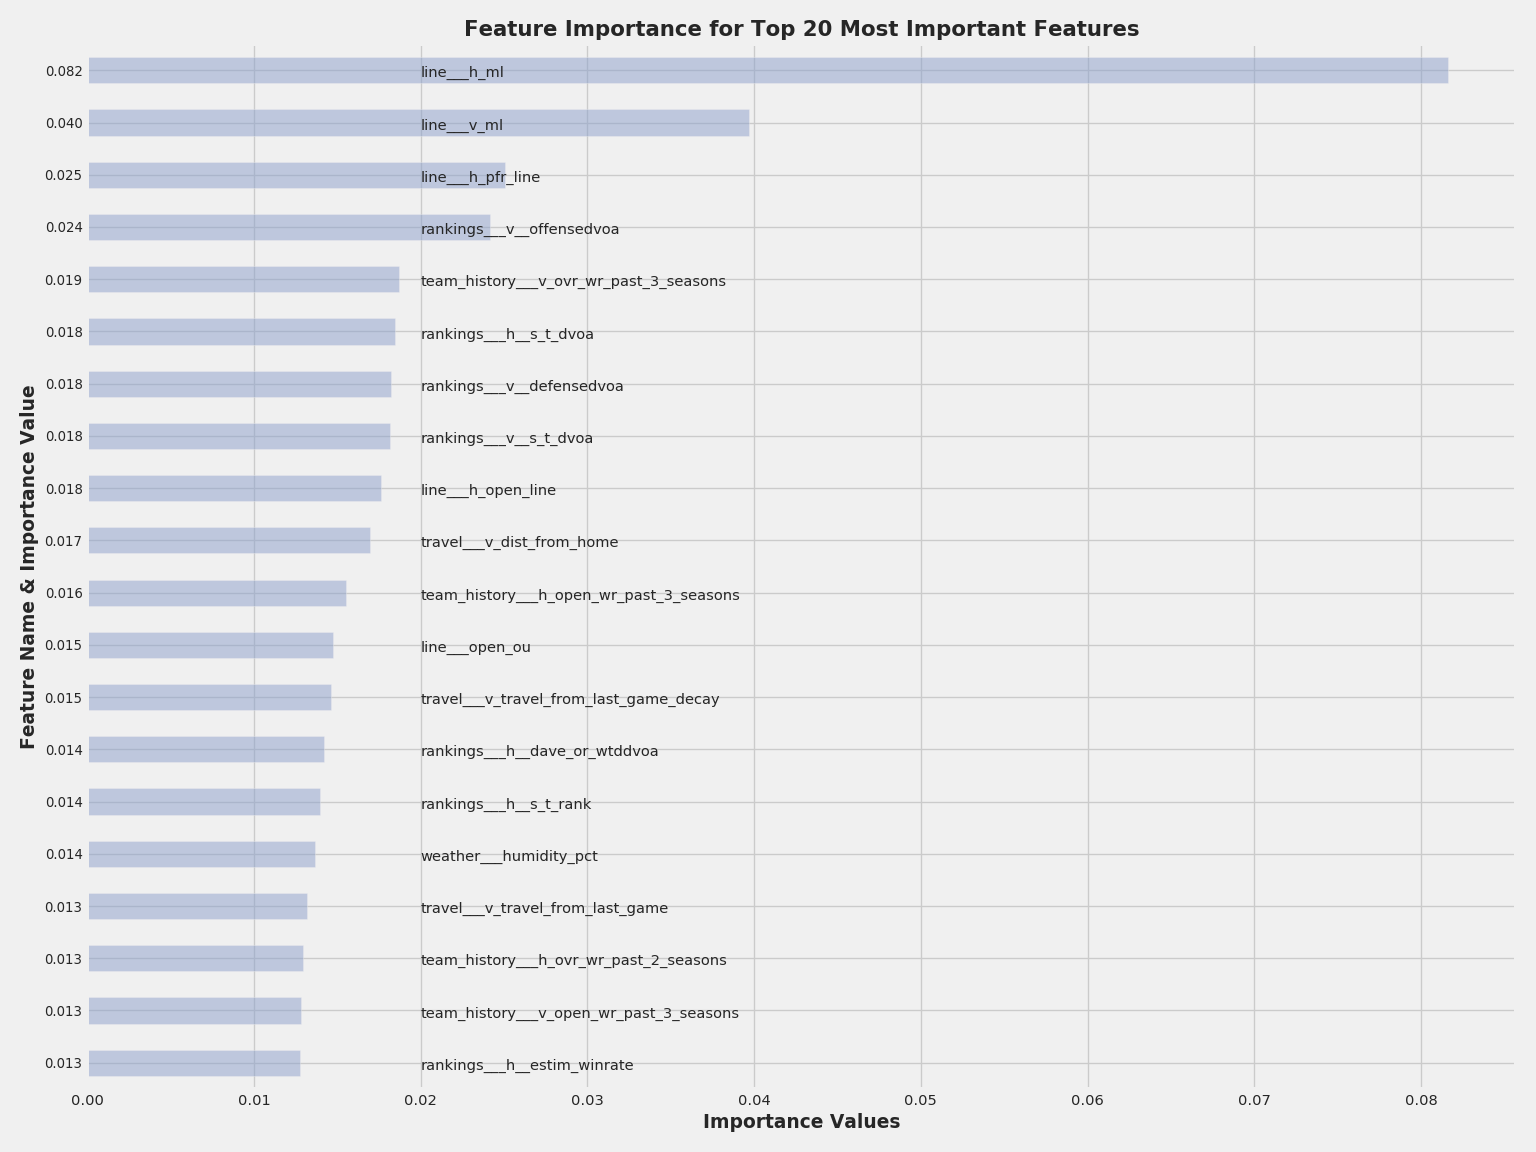 Feature Importance for Top 20 Most Important Features
0.082 line___h_ml
0.040 line___v_ml
0.025 line___h_pfr_line
0.024 rankings___v__offensedvoa
0.019 team_history___v_ovr_wr_past_3_seasons
0.018 rankings___h__s_t_dvoa
0.018 rankings___v__defensedvoa
0.018 rankings___v__s_t_dvoa
0.018 line___h_open_line
0.017 travel___v_dist_from_home
0.016 team_history___h_open_wr_past_3_seasons
0.015 line___open_ou
0.015 travel___v_travel_from_last_game_decay
0.014 rankings___h__dave_or_wtddvoa
0.014 rankings___h__s_t_rank
0.014 weather___humidity_pct
0.013 travel___v_travel_from_last_game
0.013 team_history___h_ovr_wr_past_2_seasons
0.013 team_history___v_open_wr_past_3_seasons
0.013 rankings___h__estim_winrate
Feature Name & Importance Value
0.00 0.01 0.02 0.03 0.04 0.05 0.06 0.07 0.08
Importance Values